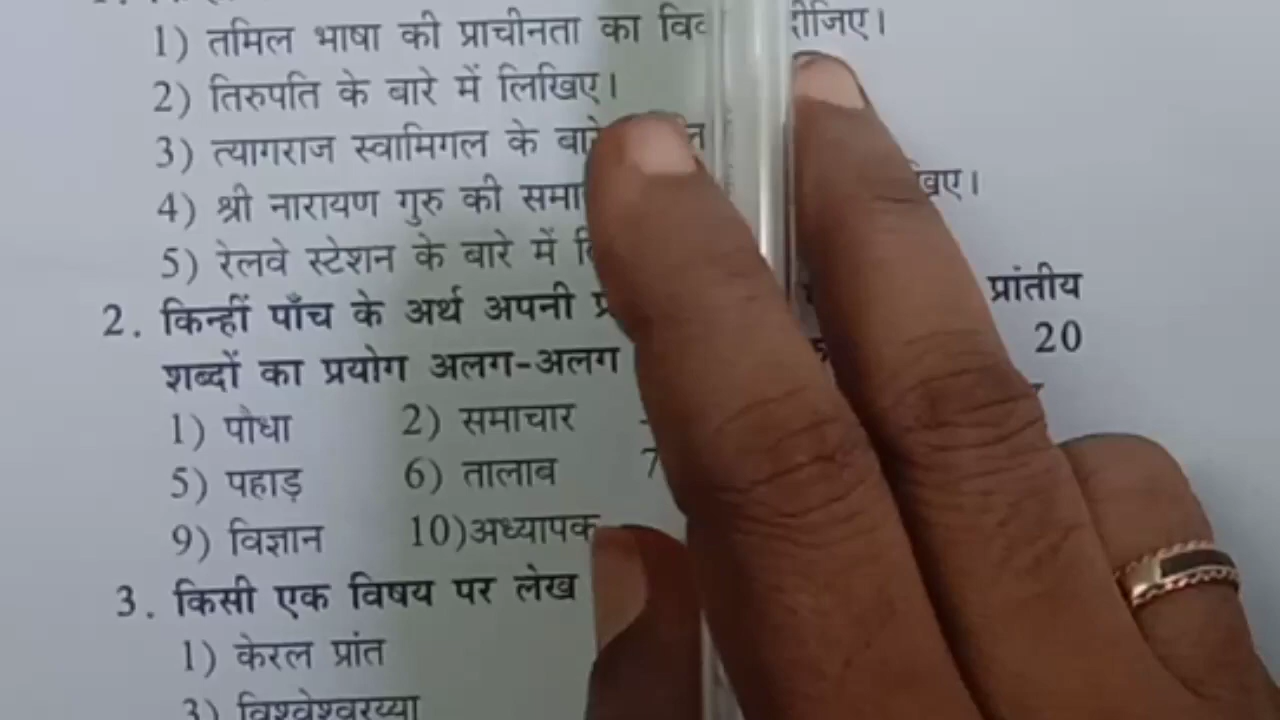 1) तमिल भाषा की प्राचीनता का
2) तिरुपति के बारे में लिखिए।
3) त्यागराज स्वामिगल के
4) श्री नारायण गुरु की
5) रेलवे स्टेशन के बारे में
2. किन्हीं पाँच के अर्थ अपनी प्रांतीय
शब्दों का प्रयोग अलग-अलग 20
1) पौधा 2) समाचार
5) पहाड़ 6) तालाब
9) विज्ञान 10)अध्यापक
3. किसी एक विषय पर लेख
1) केरल प्रांत
3) विश्वेश्वरय्या